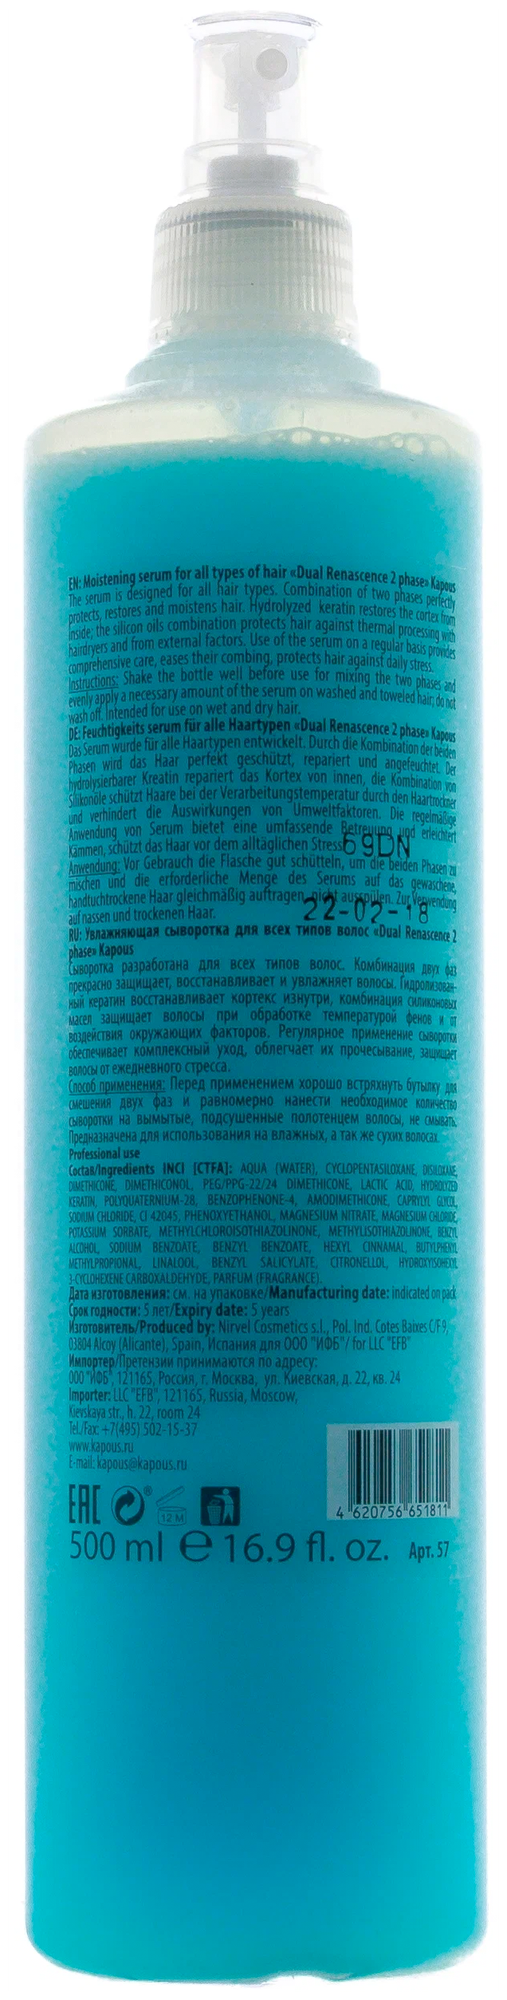 EN: Moistening serum for all types of hair «Dual Renascence 2 phase» Kapous
The serum is designed for all hair types. Combination of two phases perfectly
protects, restores and moistens hair. Hydrolyzed keratin restores the cortex from
inside; the silicon oils combination protects hair against thermal processing with
hairdryers and from external factors. Use of the serum on a regular basis provides
comprehensive care, eases their combing, protects hair against daily stress.
Instructions: Shake the bottle well before use for mixing the two phases and
evenly apply a necessary amount of the serum on washed and toweled hair; do not
wash off. Intended for use on wet and dry hair.
DE: Feuchtigkeits serum für alle Haartypen «Dual Renascence 2 phase» Kapous
Das Serum wurde für alle Haartypen entwickelt. Durch die Kombination der beiden
Phasen wird das Haar perfekt geschützt, repariert und angefeuchtet. Der
hydrolysierbarer Kreatin repariert das Kortex von innen, die Kombination von
Silikonöle schützt Haare bei der Verarbeitungstemperatur durch den Haartrockner
und verhindert die Auswirkungen von Umweltfaktoren. Die regelmäßige
Anwendung von Serum bietet eine umfassende Betreuung und erleichtert
Kämmen, schützt das Haar vor dem alltäglichen Stress.
69DN
Anwendung: Vor Gebrauch die Flasche gut schütteln, um die beiden Phasen zu
mischen und die erforderliche Menge des Serums auf das gewaschene,
handtuchtrockene Haar gleichmäßig auftragen, nicht ausspülen. Zur Verwendung
auf nassen und trockenen Haar.
22-02-18
RU: Увлажняющая сыворотка для всех типов волос «Dual Renascence 2
phase» Kapous
Сыворотка разработана для всех типов волос. Комбинация двух фаз
прекрасно защищает, восстанавливает и увлажняет волосы. Гидролизован-
ный кератин восстанавливает кортекс изнутри, комбинация силиконовых
масел защищает волосы при обработке температурой фенов и от
воздействия окружающих факторов. Регулярное применение сыворотки
обеспечивает комплексный уход, облегчает их прочесывание, защищает
волосы от ежедневного стресса.
Способ применения: Перед применением хорошо встряхнуть бутылку для
смешения двух фаз и равномерно нанести необходимое количество
сыворотки на вымытые, подсушенные полотенцем волосы, не смывать.
Предназначена для использования на влажных, а так же сухих волосах.
Professional use
Состав/Ingredients INCI [CTFA]: AQUA (WATER), CYCLOPENTASILOXANE, DISILOXANE,
DIMETHICONE, DIMETHICONOL, PEG/PPG-22/24 DIMETHICONE, LACTIC ACID, HYDROLYZED
KERATIN, POLYQUATERNIUM-28, BENZOPHENONE-4, AMODIMETHICONE, CAPRYLYL GLYCOL,
SODIUM CHLORIDE, CI 42045, PHENOXYETHANOL, MAGNESIUM NITRATE, MAGNESIUM CHLORIDE,
POTASSIUM SORBATE, METHYLCHLOROISOTHIAZOLINONE, METHYLISOTHIAZOLINONE, BENZYL
ALCOHOL, SODIUM BENZOATE, BENZYL BENZOATE, HEXYL CINNAMAL, BUTYLPHENYL
METHYLPROPIONAL, LINALOOL, BENZYL SALICYLATE, CITRONELLOL, HYDROXYISOHEXYL
3-CYCLOHEXENE CARBOXALDEHYDE, PARFUM (FRAGRANCE).
Дата изготовления: см. на упаковке/Manufacturing date: indicated on pack
Срок годности: 5 лет/Expiry date: 5 years
Изготовитель/Produced by: Nirvel Cosmetics s.l., Pol. Ind. Cotes Baixes C/F 9,
03804 Alcoy (Alicante), Spain, Испания для ООО "ИФБ"/ for LLC "EFB"
Импортер/Претензии принимаются по адресу:
ООО "ИФБ", 121165, Россия, г. Москва, ул. Киевская, д. 22, кв. 24
Importer: LLC "EFB", 121165, Russia, Moscow,
Kievskaya str., h. 22, room 24
Tel./Fax: +7(495) 502-15-37
www.kapous.ru
E-mail: kapous@kapous.ru
4 620756 651811
EAC ® 12 M
500 ml e 16.9 fl. oz. Арт. 57